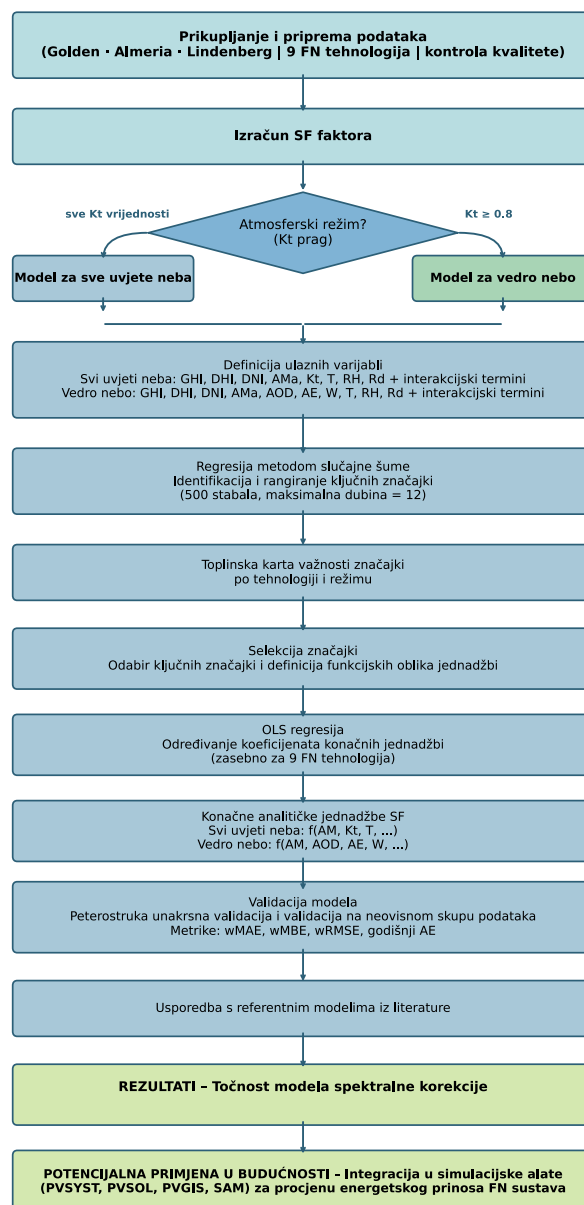 Prikupljanje i priprema podataka
(Golden · Almeria · Lindenberg | 9 FN tehnologija | kontrola kvalitete)
Izračun SF faktora
Atmosferski režim?
(Kt prag)
sve Kt vrijednosti
Kt ≥ 0.8
Model za sve uvjete neba
Model za vedro nebo
Definicija ulaznih varijabli
Svi uvjeti neba: GHI, DHI, DNI, AMa, Kt, T, RH, Rd + interakcijski termini
Vedro nebo: GHI, DHI, DNI, AMa, AOD, AE, W, T, RH, Rd + interakcijski termini
Regresija metodom slučajne šume
Identifikacija i rangiranje ključnih značajki
(500 stabala, maksimalna dubina = 12)
Toplinska karta važnosti značajki
po tehnologiji i režimu
Selekcija značajki
Odabir ključnih značajki i definicija funkcijskih oblika jednadžbi
OLS regresija
Određivanje koeficijenata konačnih jednadžbi
(zasebno za 9 FN tehnologija)
Konačne analitičke jednadžbe SF
Svi uvjeti neba: f(AM, Kt, T, ...)
Vedro nebo: f(AM, AOD, AE, W, ...)
Validacija modela
Peterostruka unakrsna validacija i validacija na neovisnom skupu podataka
Metrike: wMAE, wMBE, wRMSE, godišnji AE
Usporedba s referentnim modelima iz literature
REZULTATI – Točnost modela spektralne korekcije
POTENCIJALNA PRIMJENA U BUDUĆNOSTI – Integracija u simulacijske alate
(PVSYST, PVSOL, PVGIS, SAM) za procjenu energetskog prinosa FN sustava